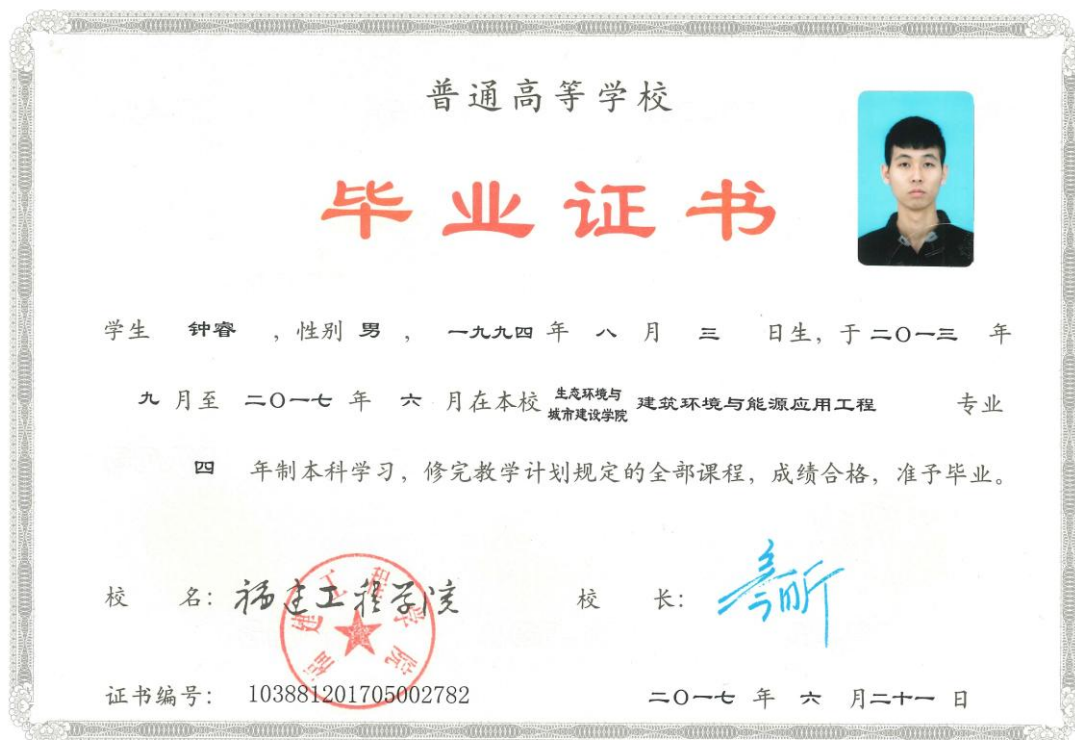 普通高等学校
毕业证书
学生 钟睿 ,性别 男 , 一九九四 年 八 月 三 日生,于 二〇一三 年
九 月至 二〇一七 年 六 月在本校 生态环境与城市建设学院 建筑环境与能源应用工程 专业
四 年制本科学习,修完教学计划规定的全部课程,成绩合格,准予毕业。
校 名: 福建工程学院 校 长:
福建工程学院
证书编号: 103881201705002782 二〇一七 年 六 月二十一 日